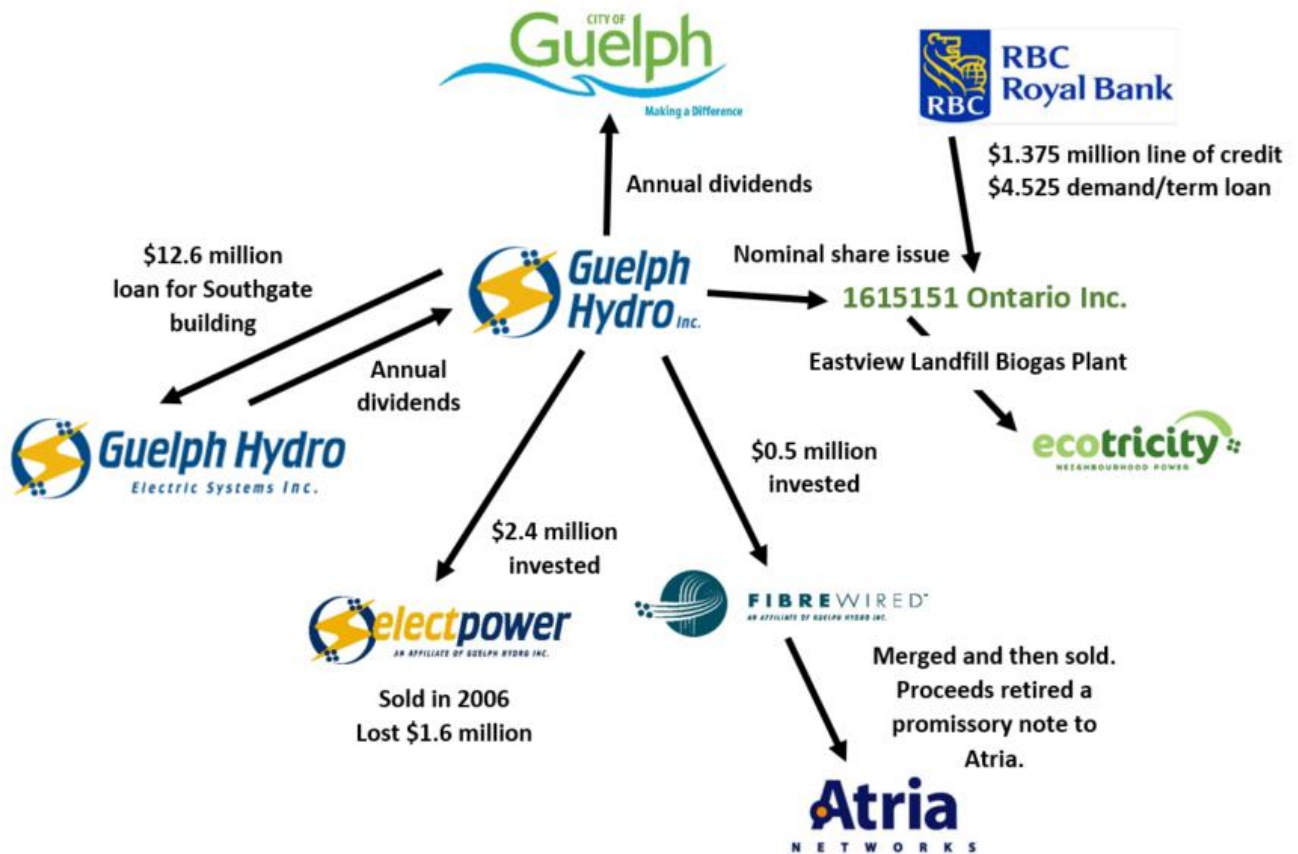 CITY OF
Guelph
Making a Difference
RBC
RBC
Royal Bank
$1.375 million line of credit
$4.525 demand/term loan
Annual dividends
$12.6 million
loan for Southgate
building
Guelph
Hydro Inc.
Nominal share issue
1615151 Ontario Inc.
Annual
dividends
Eastview Landfill Biogas Plant
Guelph Hydro
Electric Systems Inc.
ecotricity
NEIGHBOURHOOD POWER
$0.5 million
invested
$2.4 million
invested
Selectpower
AN AFFILIATE OF GUELPH HYDRO INC.
FIBREWIRED™
AN AFFILIATE OF GUELPH HYDRO INC.
Sold in 2006
Lost $1.6 million
Merged and then sold.
Proceeds retired a
promissory note to
Atria.
Atria
NETWORKS